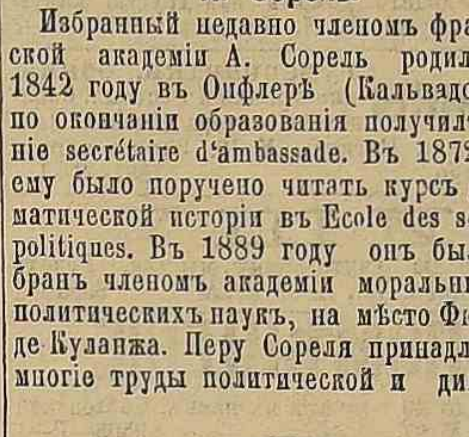 Избранный недавно членомъ фра
ской академіи А. Сорель родил
1842 году въ Онфлерѣ (Кальвадо
по окончаніи образованія получилъ
ніе secrétaire d'ambassade. Въ 187
ему было поручено читать курсъ
матической исторіи въ Ecole des s
politiques. Въ 1889 году онъ бы
бранъ членомъ академіи моральн
политическихъ наукъ, на мѣсто Фю
де-Куланжа. Перу Сореля принадл
многіе труды политической и ди